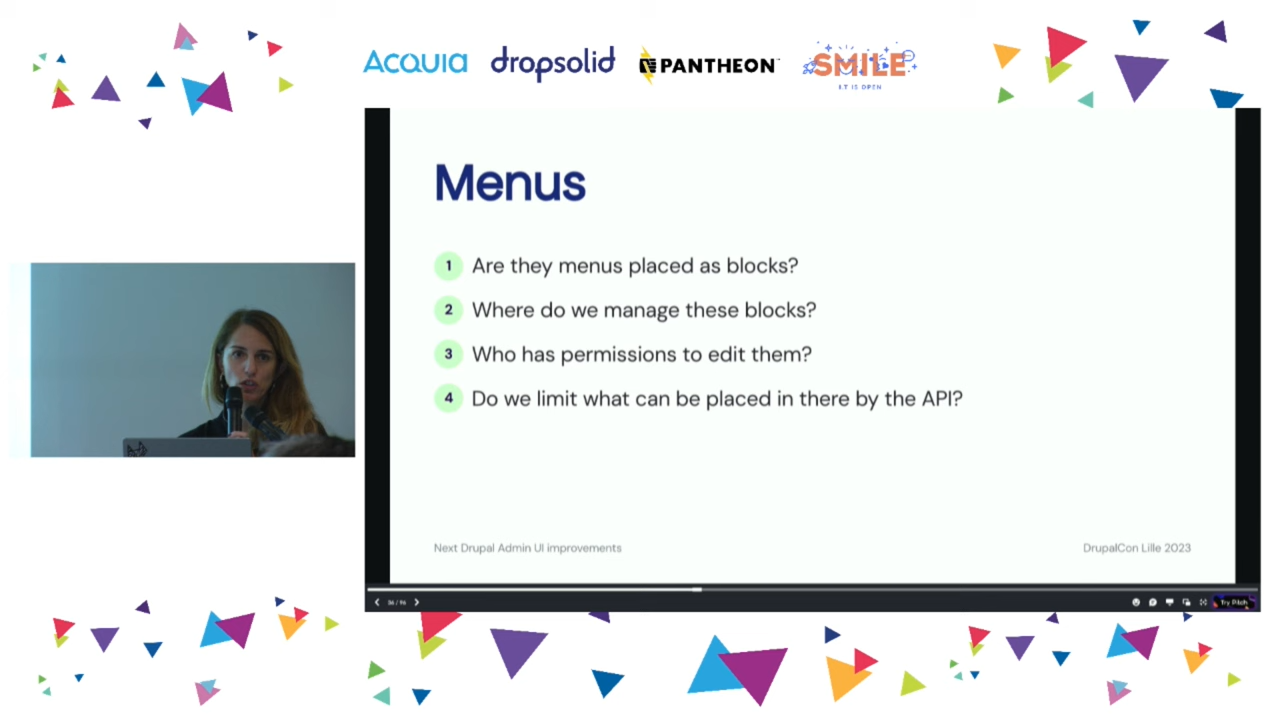 ACQUIA dropsolid PANTHEON SMILE
IT IS OPEN
Menus
1 Are they menus placed as blocks?
2 Where do we manage these blocks?
3 Who has permissions to edit them?
4 Do we limit what can be placed in there by the API?
Next Drupal Admin UI improvements DrupalCon Lille 2023
Try Pitch